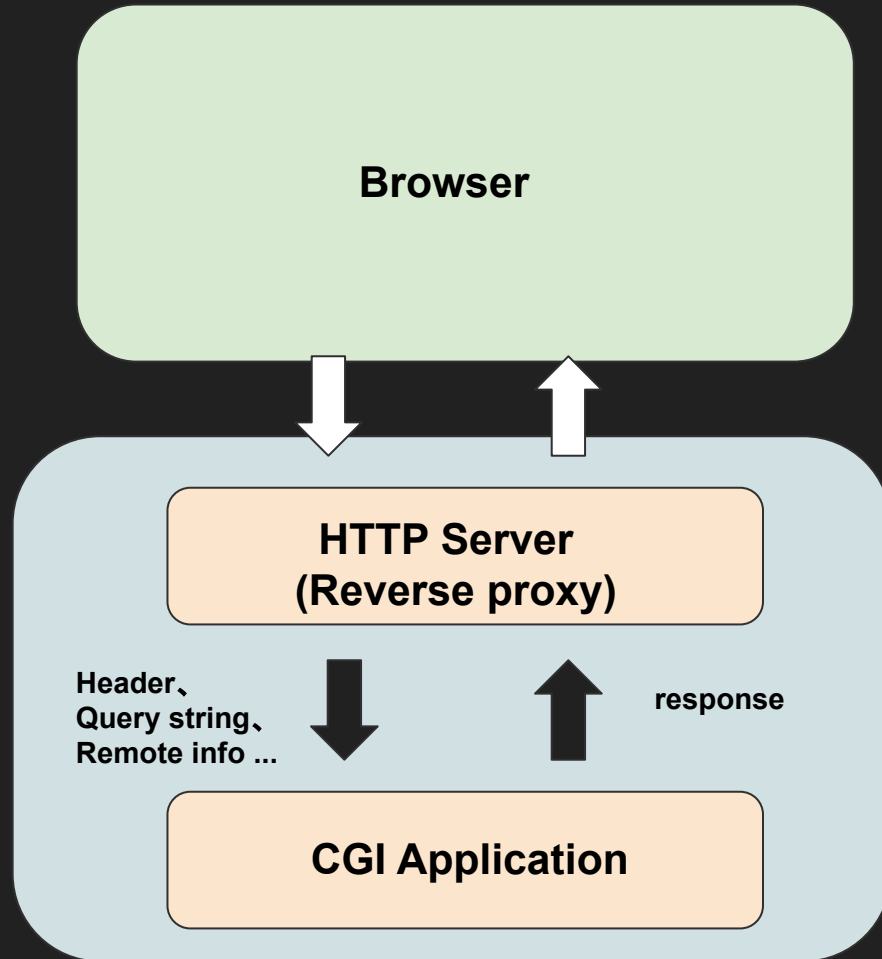 Browser
HTTP Server
(Reverse proxy)
Header、
Query string、
Remote info ...
response
CGI Application